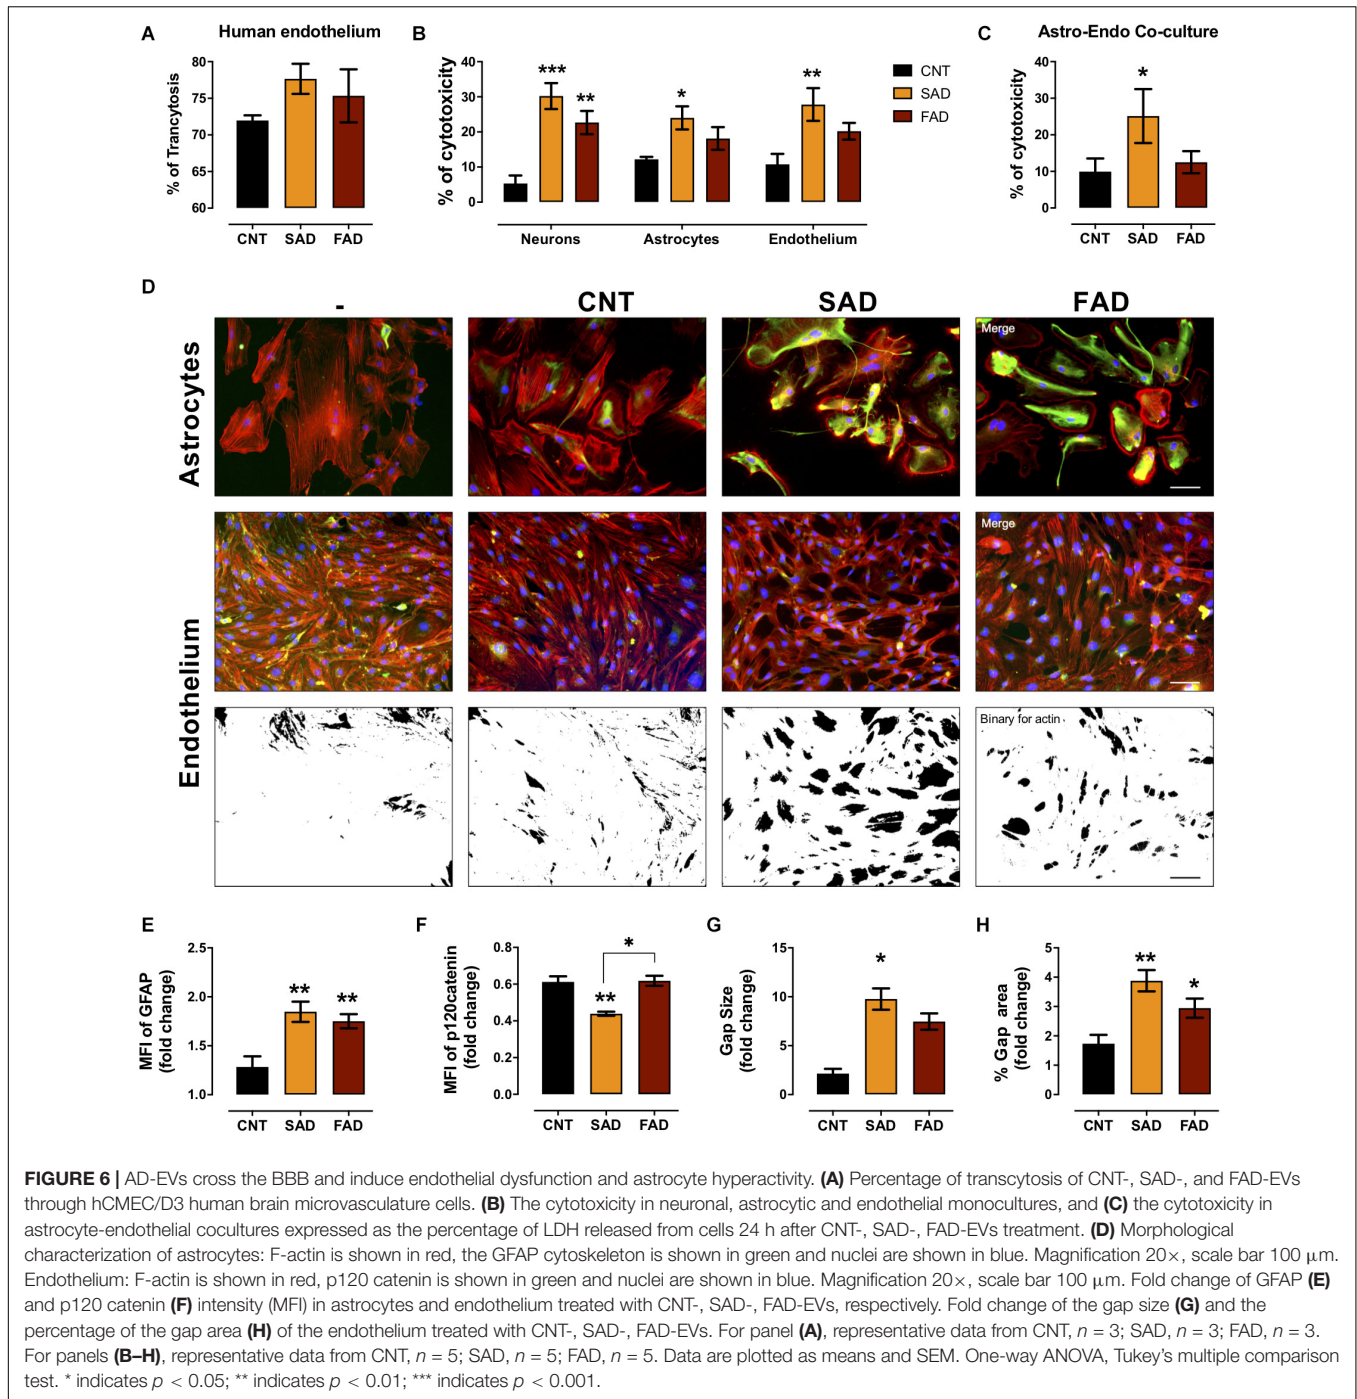 A
Human endothelium
% of Trancytosis
80
75
70
65
60
CNT SAD FAD
B
% of cytotoxicity
40
30
20
10
0
***
**
*
**
Neurons
Astrocytes
Endothelium
CNT
SAD
FAD
C
Astro-Endo Co-culture
% of cytotoxicity
40
30
20
10
0
*
CNT SAD FAD
D
- CNT SAD FAD
Astrocytes
Merge
Endothelium
Merge
Binary for actin
E
MFI of GFAP
(fold change)
2.5
2.0
1.5
1.0
** **
CNT SAD FAD
F
MFI of p120catenin
(fold change)
0.8
0.6
0.4
0.2
0.0
*
**
CNT SAD FAD
G
Gap Size
(fold change)
15
10
5
0
*
CNT SAD FAD
H
% Gap area
(fold change)
5
4
3
2
1
0
**
*
CNT SAD FAD
FIGURE 6 | AD-EVs cross the BBB and induce endothelial dysfunction and astrocyte hyperactivity. (A) Percentage of transcytosis of CNT-, SAD-, and FAD-EVs
through hCMEC/D3 human brain microvasculature cells. (B) The cytotoxicity in neuronal, astrocytic and endothelial monocultures, and (C) the cytotoxicity in
astrocyte-endothelial cocultures expressed as the percentage of LDH released from cells 24 h after CNT-, SAD-, FAD-EVs treatment. (D) Morphological
characterization of astrocytes: F-actin is shown in red, the GFAP cytoskeleton is shown in green and nuclei are shown in blue. Magnification 20×, scale bar 100 μm.
Endothelium: F-actin is shown in red, p120 catenin is shown in green and nuclei are shown in blue. Magnification 20×, scale bar 100 μm. Fold change of GFAP (E)
and p120 catenin (F) intensity (MFI) in astrocytes and endothelium treated with CNT-, SAD-, FAD-EVs, respectively. Fold change of the gap size (G) and the
percentage of the gap area (H) of the endothelium treated with CNT-, SAD-, FAD-EVs. For panel (A), representative data from CNT, n = 3; SAD, n = 3; FAD, n = 3.
For panels (B–H), representative data from CNT, n = 5; SAD, n = 5; FAD, n = 5. Data are plotted as means and SEM. One-way ANOVA, Tukey's multiple comparison
test. * indicates p < 0.05; ** indicates p < 0.01; *** indicates p < 0.001.